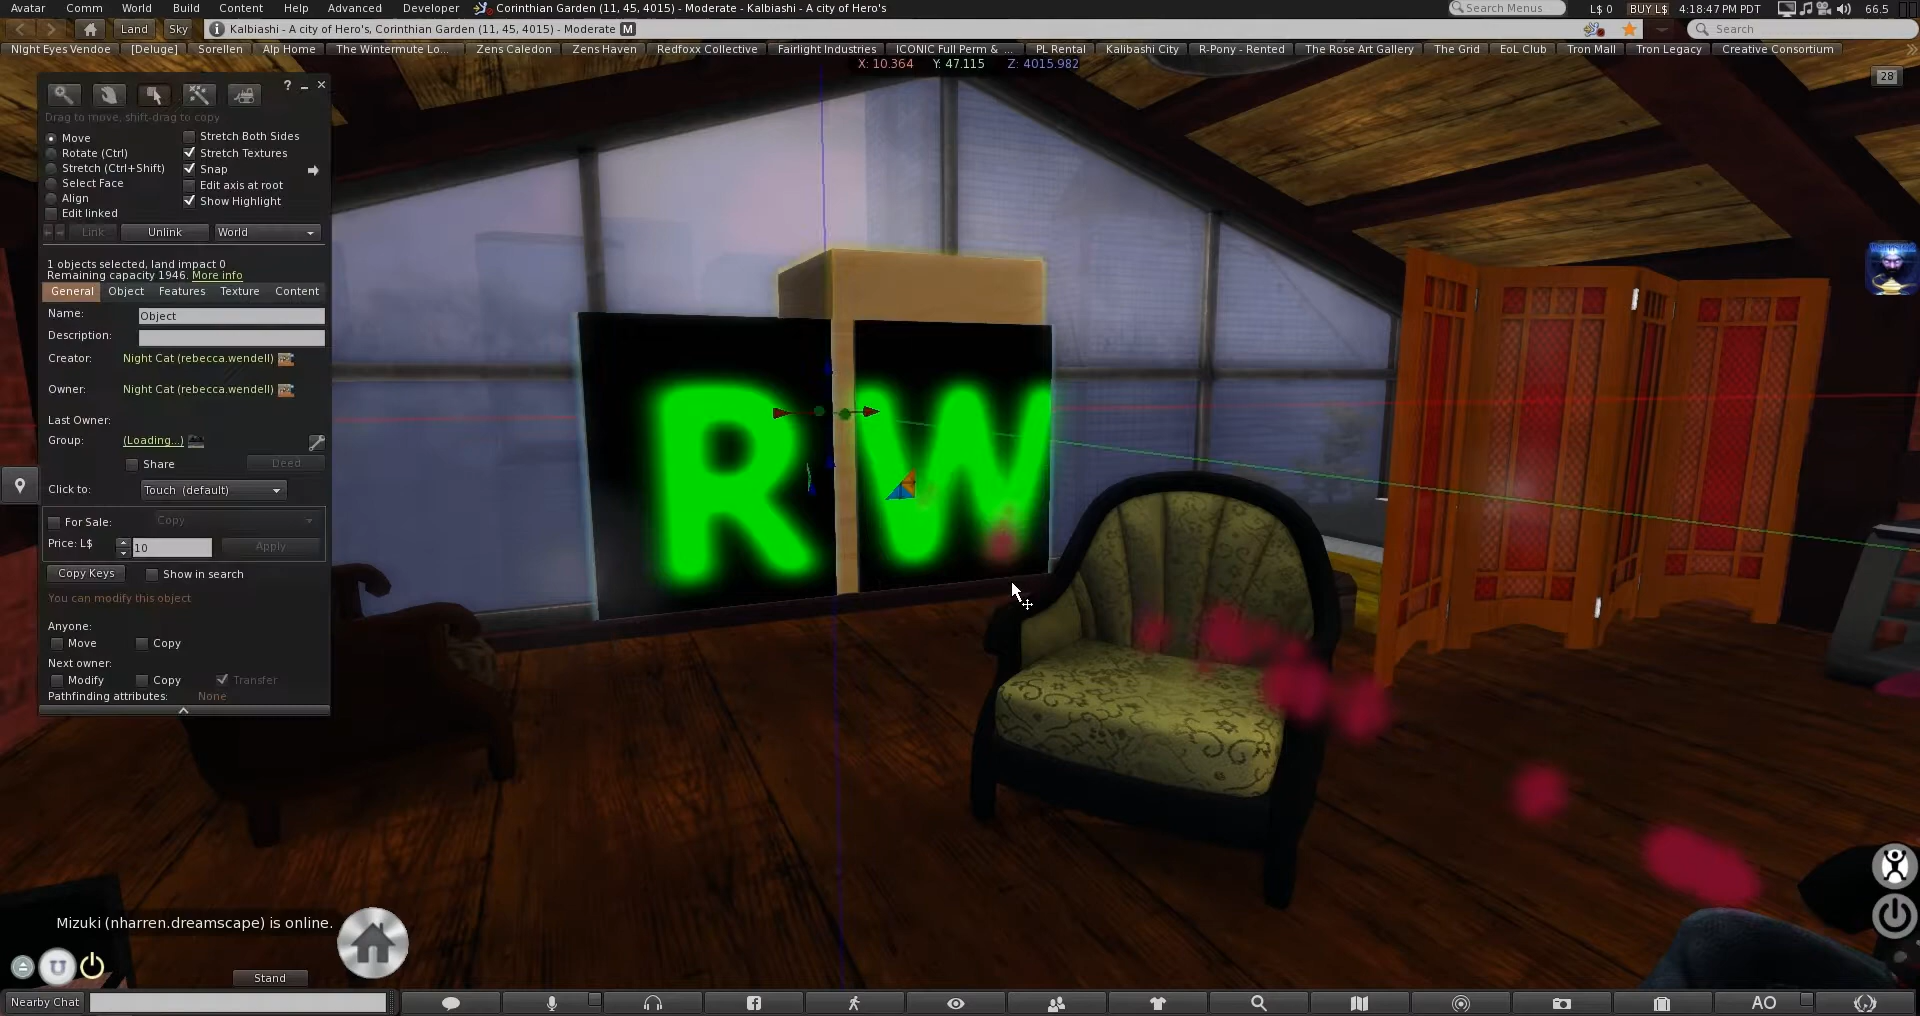 Avatar Comm World Build Content Help Advanced Developer Corinthian Garden (11, 45, 4015) - Moderate - Kalbiashi - A city of Hero's Search Menus L$ 0 BUY L$ 4:18:47 PM PDT 66.5
Land Sky Kalbiashi - A city of Hero's, Corinthian Garden (11, 45, 4015) - Moderate M Search
Night Eyes Vendoe [Deluge] Sorellen Alp Home The Wintermute Lo... Zens Caledon Zens Haven Redfoxx Collective Fairlight Industries ICONIC Full Perm & ... PL Rental Kalibashi City R-Pony - Rented The Rose Art Gallery The Grid EoL Club Tron Mall Tron Legacy Creative Consortium
X: 10.364 Y: 47.115 Z: 4015.982
28
?
Drag to move, shift-drag to copy
Move Stretch Both Sides
Rotate (Ctrl) Stretch Textures
Stretch (Ctrl+Shift) Snap
Select Face Edit axis at root
Align Show Highlight
Edit linked
Link Unlink World
1 objects selected, land impact 0
Remaining capacity 1946. More info
General Object Features Texture Content
Name: Object
Description:
Creator: Night Cat (rebecca.wendell)
Owner: Night Cat (rebecca.wendell)
Last Owner:
Group: (Loading...)
Share Deed
Click to: Touch (default)
For Sale: Copy
Price: L$ 10 Apply
Copy Keys Show in search
You can modify this object
Anyone:
Move Copy
Next owner:
Modify Copy Transfer
Pathfinding attributes: None
R W
Mizuki (nharren.dreamscape) is online.
U
Stand
Nearby Chat AO